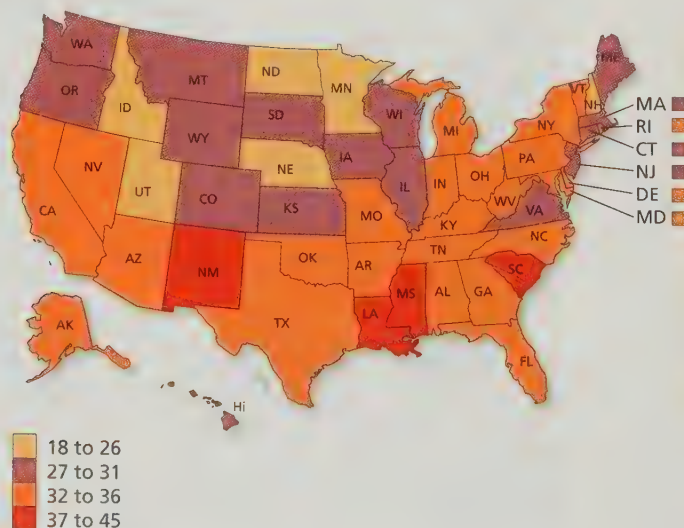 WA
MT
ND
MN
OR
ID
SD
WI
MI
WY
VT
NH
ME
NY
MA
RI
CT
NJ
DE
MD
IA
NE
PA
NV
UT
CO
IL
IN
OH
WV
VA
CA
KS
MO
KY
NC
TN
AZ
NM
OK
AR
SC
MS
AL
GA
LA
TX
FL
AK
Hi
18 to 26
27 to 31
32 to 36
37 to 45